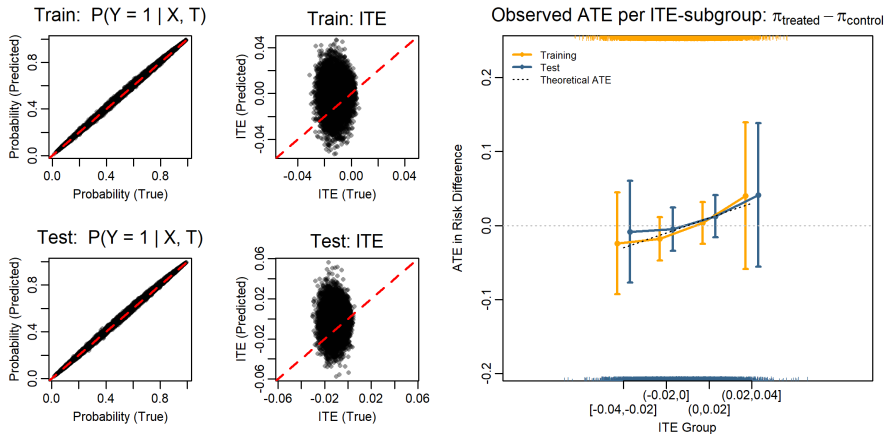 Train:  P(Y = 1 | X, T)
Probability (Predicted)
0.0 0.4 0.8
0.0 0.4 0.8
Probability (True)
Train: ITE
ITE (Predicted)
-0.04 0.00 0.04
-0.04 0.00 0.04
ITE (True)
Test:  P(Y = 1 | X, T)
Probability (Predicted)
0.0 0.4 0.8
0.0 0.4 0.8
Probability (True)
Test: ITE
ITE (Predicted)
-0.06 -0.02 0.02 0.06
-0.06 -0.02 0.02 0.06
ITE (True)
Observed ATE per ITE-subgroup: πtreated − πcontrol
Training
Test
Theoretical ATE
ATE in Risk Difference
-0.2 -0.1 0.0 0.1 0.2
(-0.02,0] (0.02,0.04]
[-0.04,-0.02] (0,0.02]
ITE Group